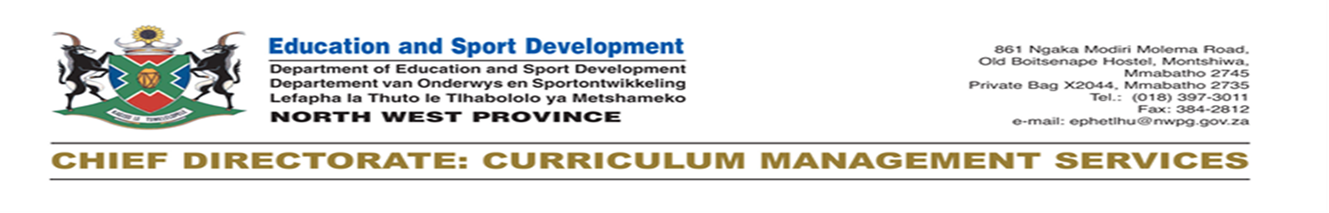 Education and Sport Development
Department of Education and Sport Development
Departement van Onderwys en Sportontwikkeling
Lefapha la Thuto le Tlhabololo ya Metshameko
NORTH WEST PROVINCE
861 Ngaka Modiri Molema Road,
Old Boitsenape Hostel, Montshiwa,
Mmabatho 2745
Private Bag X2044, Mmabatho 2735
Tel.: (018) 397-3011
Fax: 384-2812
e-mail: ephetlhu@nwpg.gov.za
CHIEF DIRECTORATE: CURRICULUM MANAGEMENT SERVICES